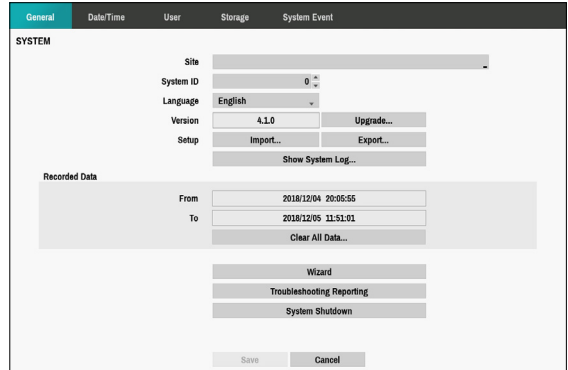 General Date/Time User Storage System Event
SYSTEM
Site
System ID 0
Language English
Version 4.1.0 Upgrade...
Setup Import... Export...
Show System Log...
Recorded Data
From 2018/12/04 20:05:55
To 2018/12/05 11:51:01
Clear All Data...
Wizard
Troubleshooting Reporting
System Shutdown
Save Cancel